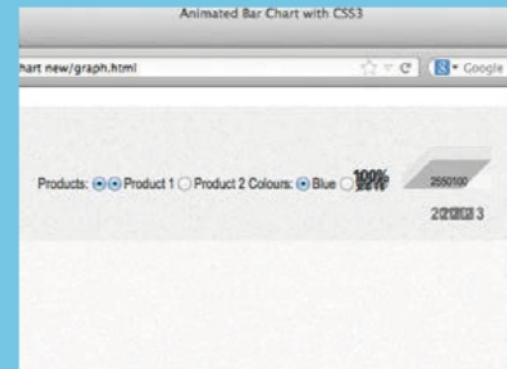 Animated Bar Chart with CSS3
hart new/graph.html Google
Products: Product 1 Product 2 Colours: Blue 100%
2550100